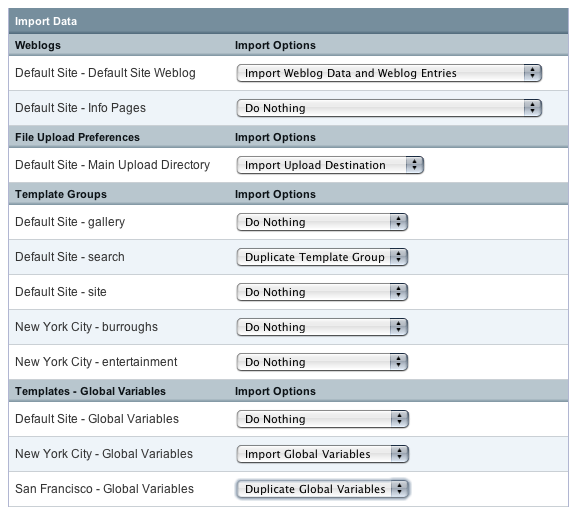 Import Data
Weblogs Import Options
Default Site - Default Site Weblog Import Weblog Data and Weblog Entries
Default Site - Info Pages Do Nothing
File Upload Preferences Import Options
Default Site - Main Upload Directory Import Upload Destination
Template Groups Import Options
Default Site - gallery Do Nothing
Default Site - search Duplicate Template Group
Default Site - site Do Nothing
New York City - burroughs Do Nothing
New York City - entertainment Do Nothing
Templates - Global Variables Import Options
Default Site - Global Variables Do Nothing
New York City - Global Variables Import Global Variables
San Francisco - Global Variables Duplicate Global Variables